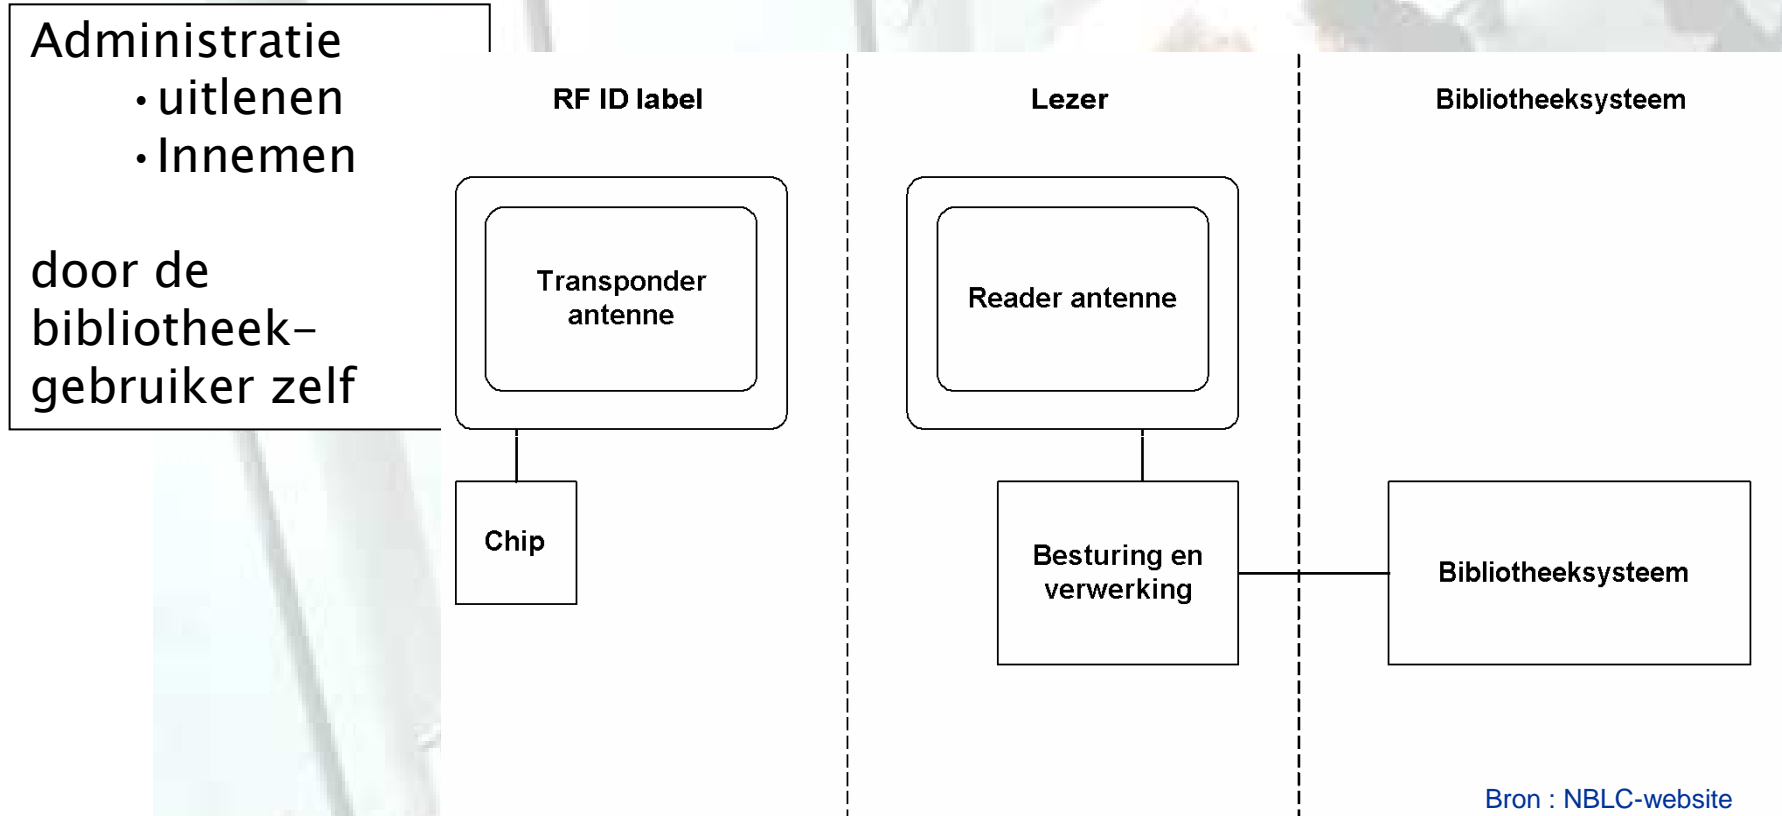 Administratie
• uitlenen
• Innemen
door de
bibliotheek-
gebruiker zelf
RF ID label
Lezer
Bibliotheeksysteem
Transponder
antenne
Reader antenne
Chip
Besturing en
verwerking
Bibliotheeksysteem
Bron : NBLC-website